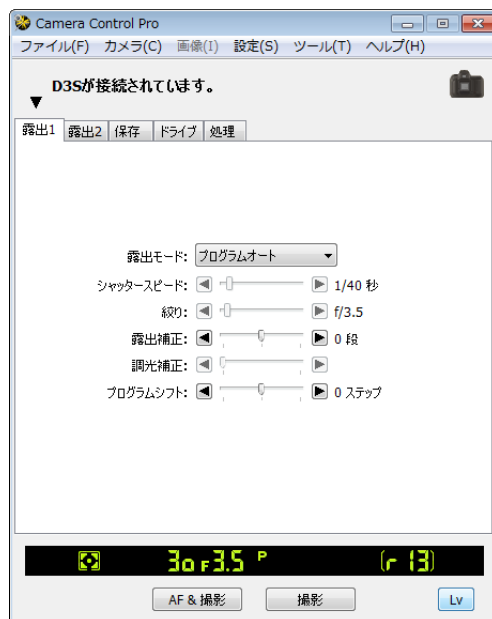 Camera Control Pro
ファイル(F) カメラ(C) 画像(I) 設定(S) ツール(T) ヘルプ(H)
D3Sが接続されています。
露出1 露出2 保存 ドライブ 処理
露出モード: プログラムオート
シャッタースピード: 1/40 秒
絞り: f/3.5
露出補正: 0 段
調光補正:
プログラムシフト: 0 ステップ
30 F3.5 P (r 13)
AF & 撮影 撮影 Lv